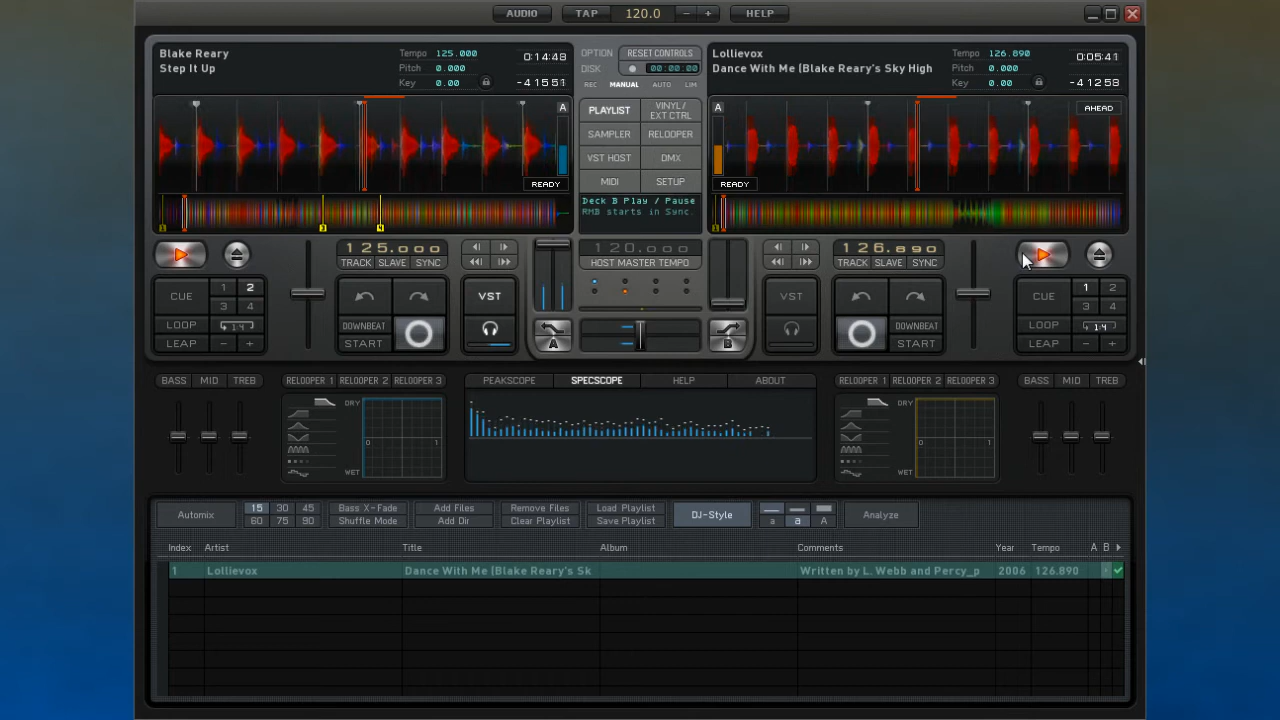 AUDIO TAP 120.0 - + HELP
Blake Reary
Step It Up
Tempo 125.000
Pitch 0.000
Key 0.00
0:14:48
-4:15:51
OPTION RESET CONTROLS
DISK 00:00:00
REC MANUAL AUTO LIM
Lollievox
Dance With Me (Blake Reary's Sky High
Tempo 126.890
Pitch 0.000
Key 0.00
0:05:41
-4:12:58
A
READY
PLAYLIST VINYL/ EXT CTRL
SAMPLER RELOOPER
VST HOST DMX
MIDI SETUP
Deck B Play / Pause
RMB starts in Sync.
A AHEAD
READY
3 4
125.000
TRACK SLAVE SYNC
120.000
HOST MASTER TEMPO
126.890
TRACK SLAVE SYNC
CUE 1 2
3 4
LOOP 1:4
LEAP - +
DOWNBEAT
START
VST
A
B
VST
DOWNBEAT
START
CUE 1 2
3 4
LOOP 1:4
LEAP - +
BASS MID TREB RELOOPER 1 RELOOPER 2 RELOOPER 3 PEAKSCOPE SPECSCOPE HELP ABOUT RELOOPER 1 RELOOPER 2 RELOOPER 3 BASS MID TREB
DRY
0 1
WET
DRY
0 1
WET
Automix 15 30 45 Bass X-Fade Add Files Remove Files Load Playlist DJ-Style Analyze
60 75 90 Shuffle Mode Add Dir Clear Playlist Save Playlist a a A
Index Artist Title Album Comments Year Tempo A B
1 Lollievox Dance With Me (Blake Reary's Sk Written by L. Webb and Percy_p 2006 126.890